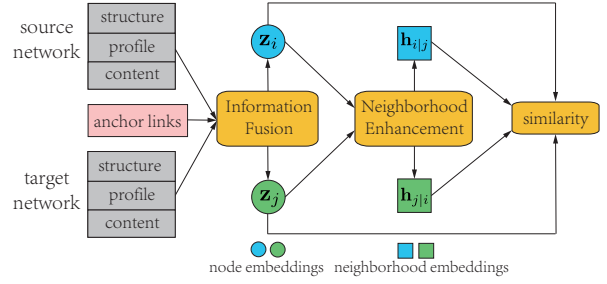 source
network
structure
profile
content
anchor links
target
network
structure
profile
content
z_i
Information
Fusion
z_j
h_{i|j}
Neighborhood
Enhancement
h_{j|i}
similarity
node embeddings
neighborhood embeddings